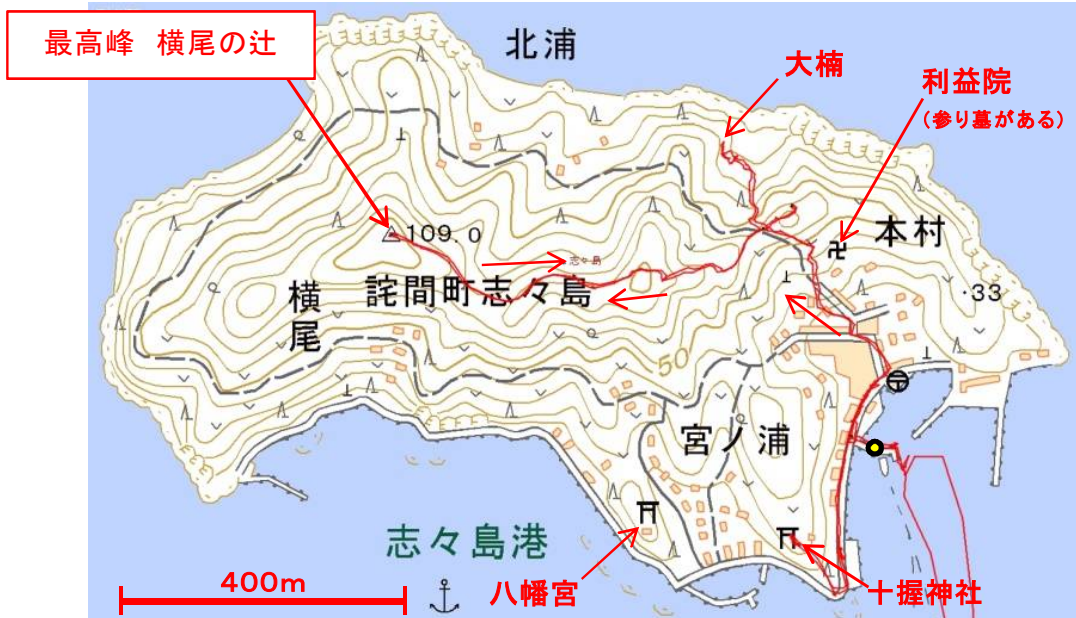 最高峰 横尾の辻
北浦
大楠
利益院
(参り墓がある)
本村
109.0
志々島
詫間町志々島
横尾
・33
50
宮ノ浦
志々島港
400m
八幡宮
十握神社